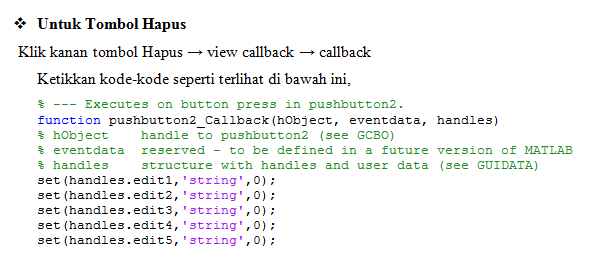 ❖ Untuk Tombol Hapus
Klik kanan tombol Hapus → view callback → callback
Ketikkan kode-kode seperti terlihat di bawah ini,
% --- Executes on button press in pushbutton2.
function pushbutton2_Callback(hObject, eventdata, handles)
% hObject    handle to pushbutton2 (see GCBO)
% eventdata  reserved - to be defined in a future version of MATLAB
% handles    structure with handles and user data (see GUIDATA)
set(handles.edit1,'string',0);
set(handles.edit2,'string',0);
set(handles.edit3,'string',0);
set(handles.edit4,'string',0);
set(handles.edit5,'string',0);